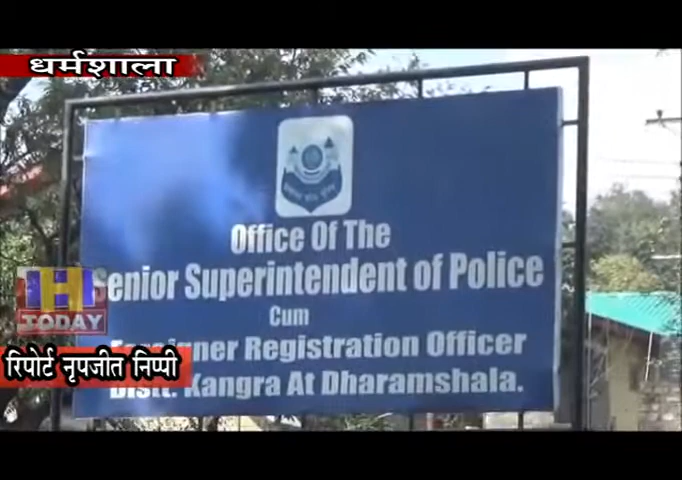 धर्मशाला
Office Of The
Senior Superintendent of Police
Cum
Foreigner Registration Officer
Distt. Kangra At Dharamshala.
H
TODAY
रिपोर्ट नृपजीत निप्पी